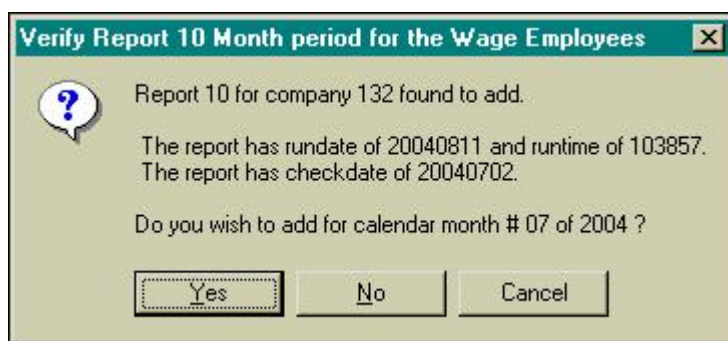 Verify Report 10 Month period for the Wage Employees
Report 10 for company 132 found to add.
The report has rundate of 20040811 and runtime of 103857.
The report has checkdate of 20040702.
Do you wish to add for calendar month # 07 of 2004 ?
Yes No Cancel